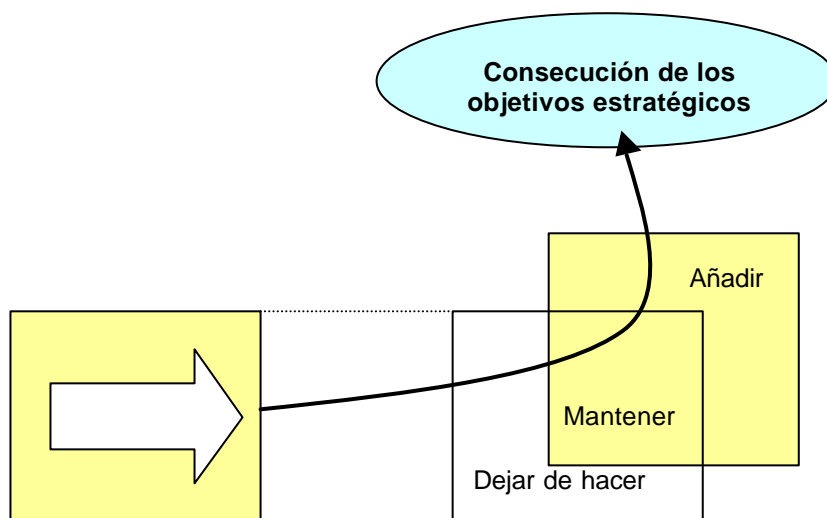 Consecución de los
objetivos estratégicos
Añadir
Mantener
Dejar de hacer